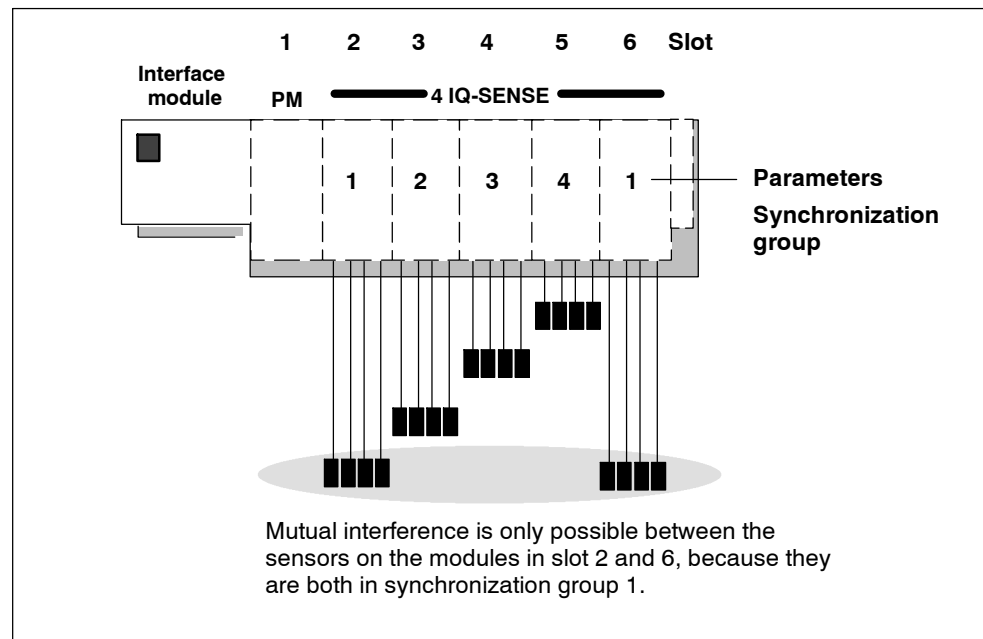 1 2 3 4 5 6 Slot
Interface
module
PM
4 IQ-SENSE
1 2 3 4 1
Parameters
Synchronization
group
Mutual interference is only possible between the
sensors on the modules in slot 2 and 6, because they
are both in synchronization group 1.